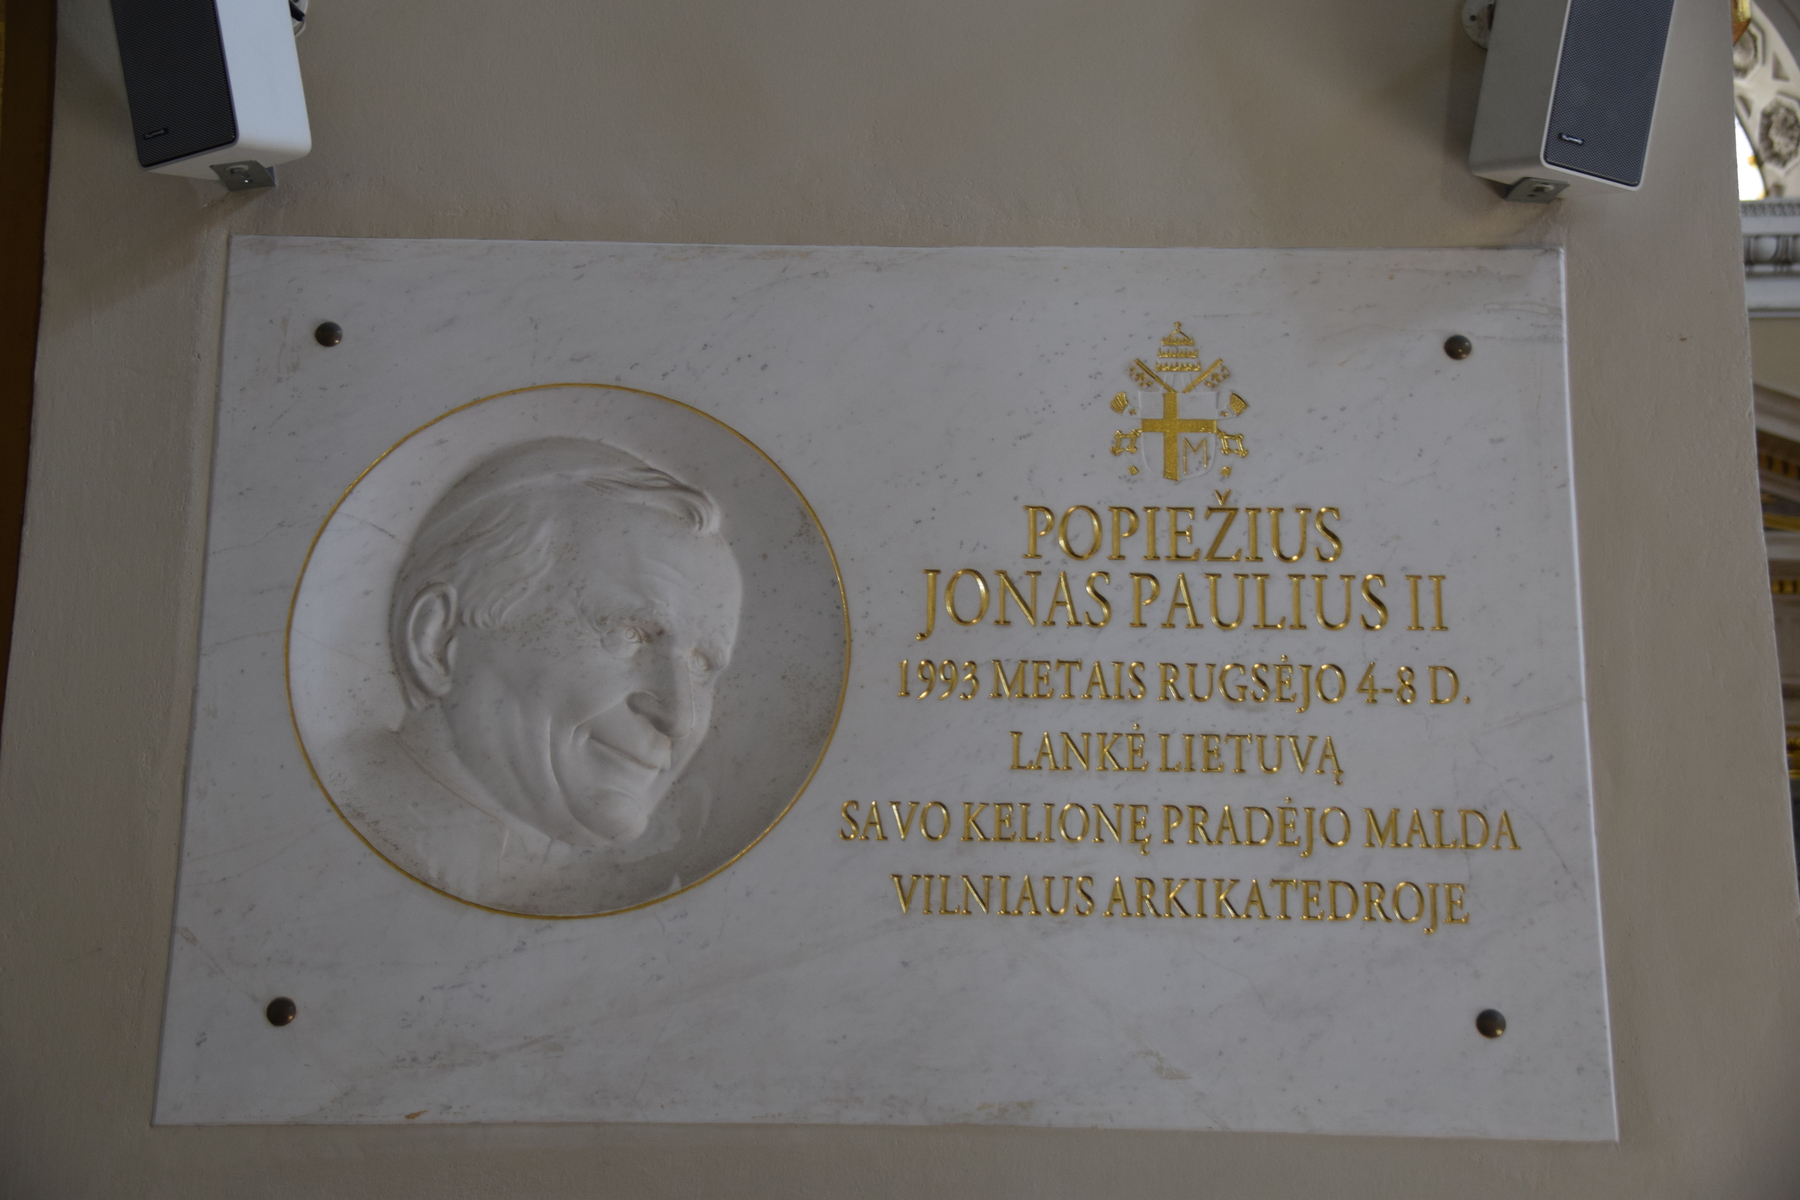 M
POPIEŽIUS
JONAS PAULIUS II
1993 METAIS RUGSĖJO 4-8 D.
LANKĖ LIETUVĄ
SAVO KELIONĘ PRADĖJO MALDA
VILNIAUS ARKIKATEDROJE